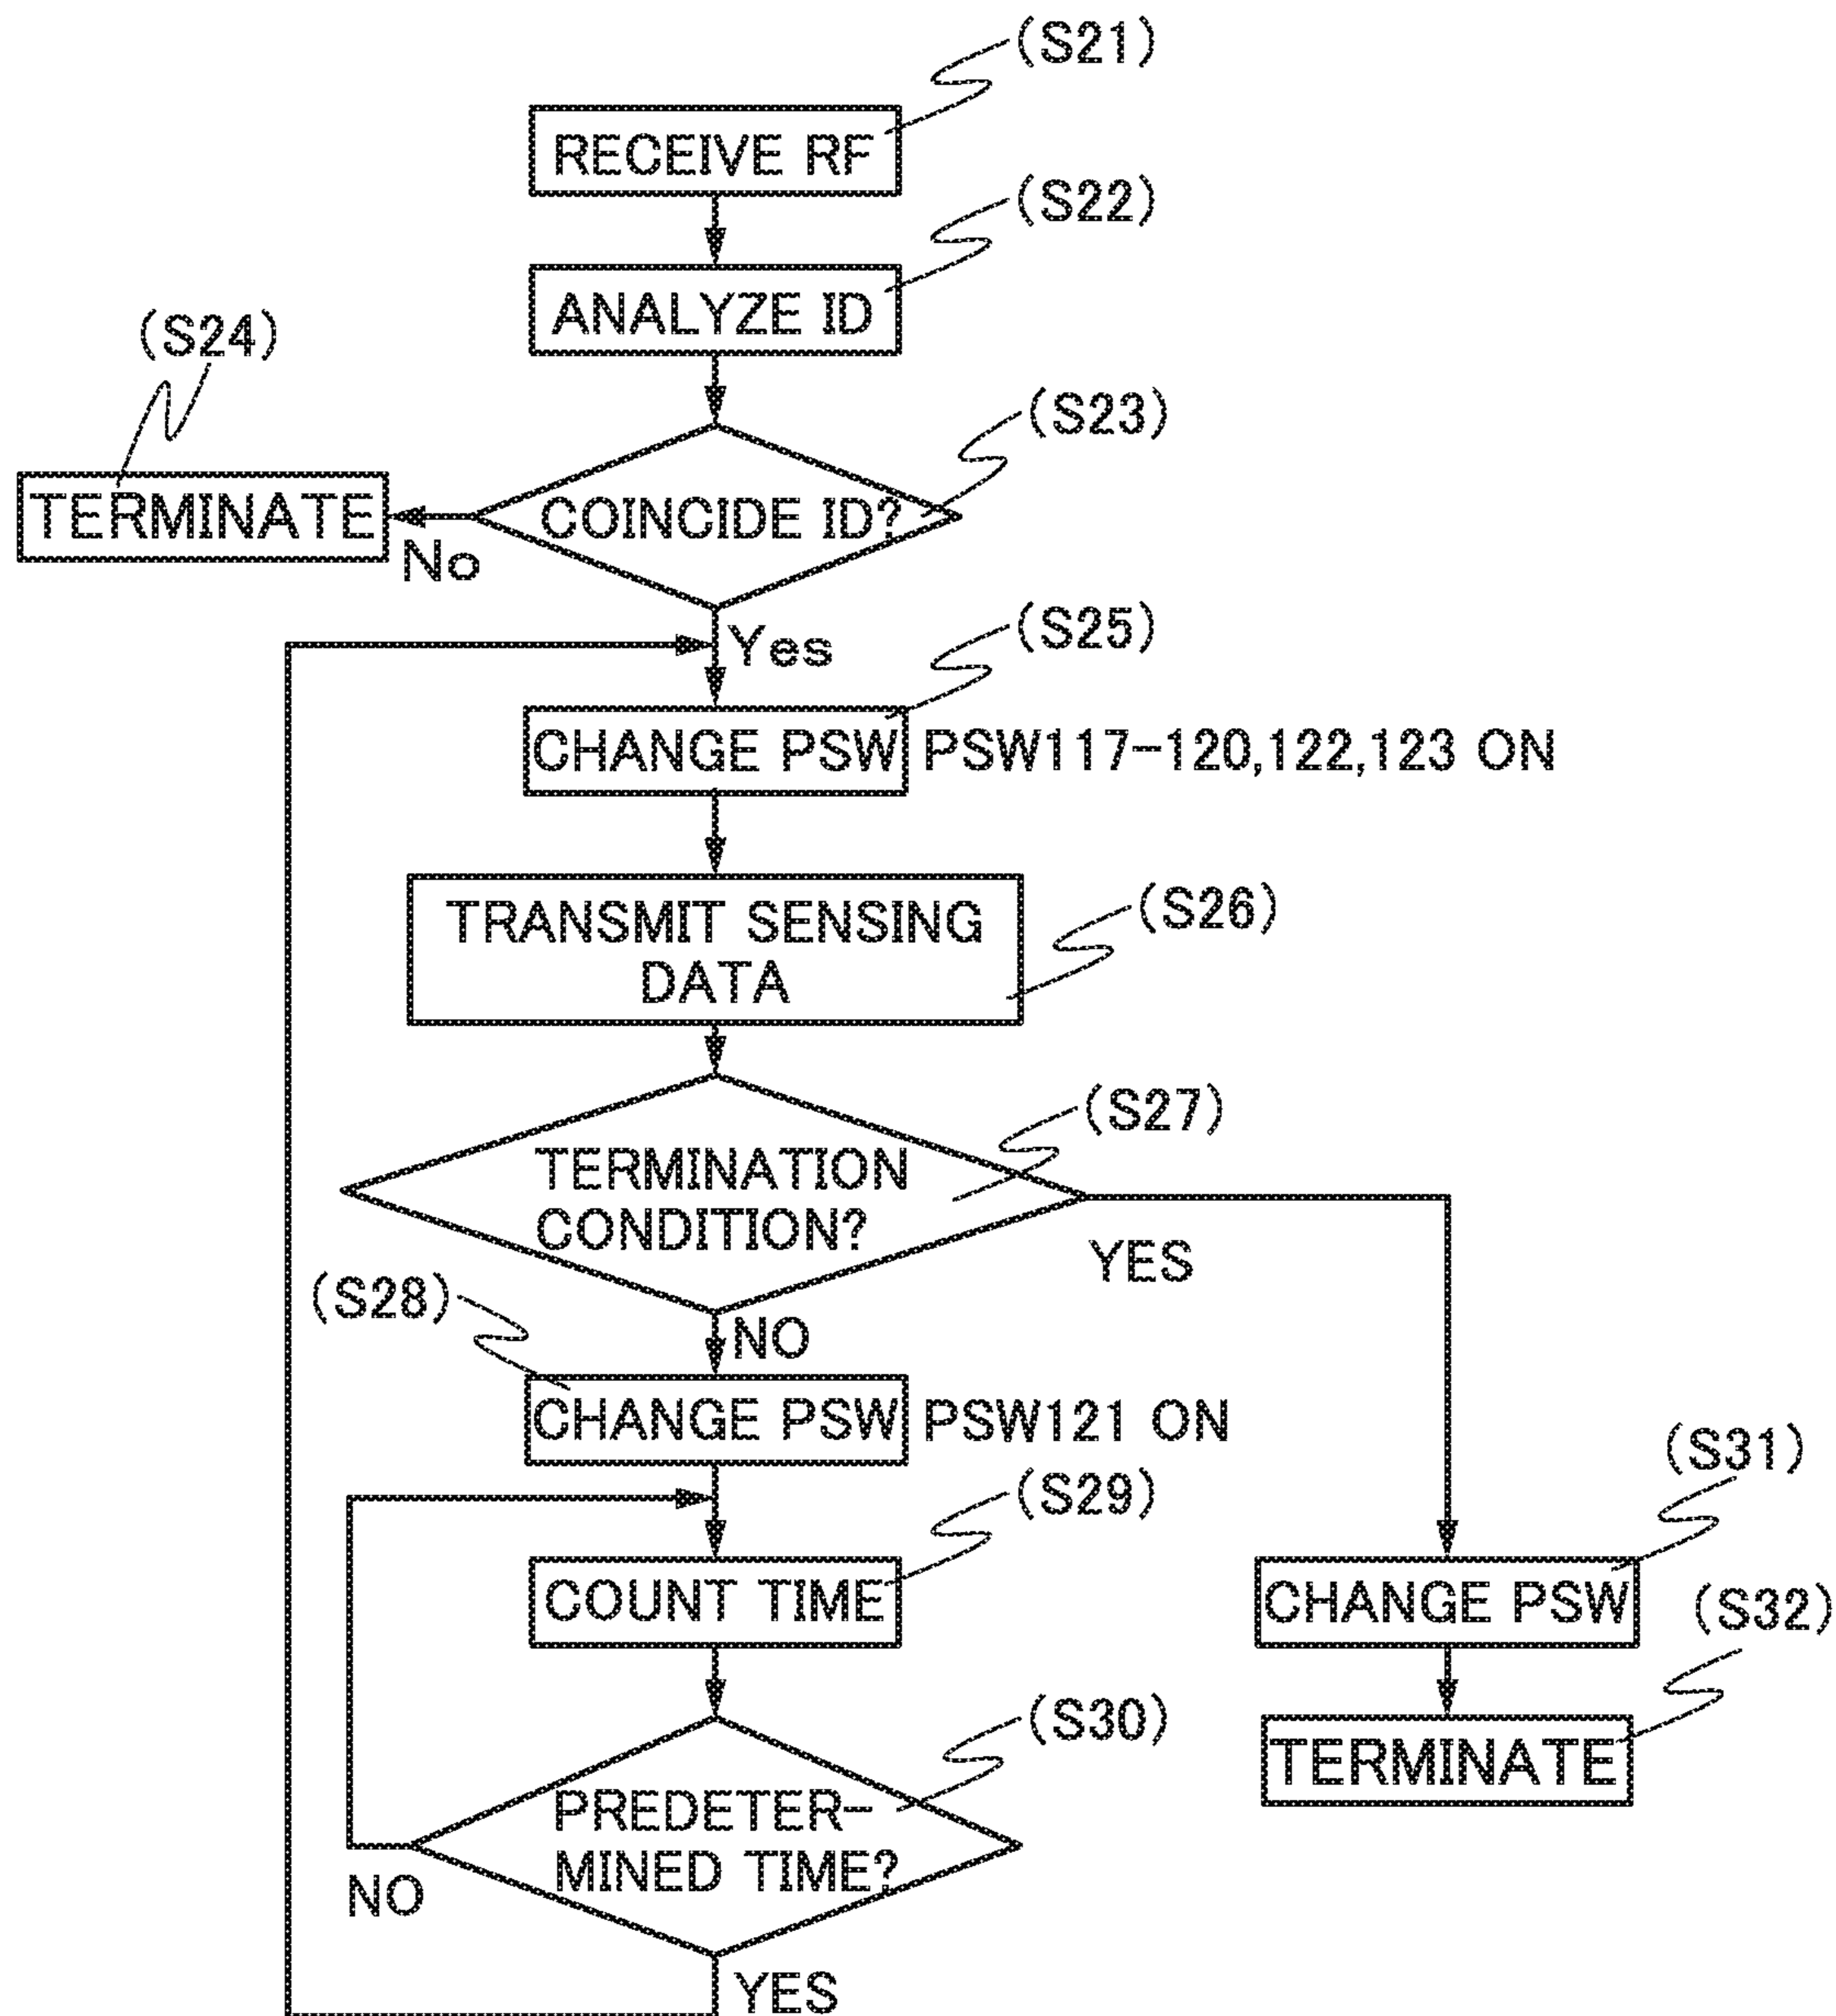 (S21)
RECEIVE RF
(S22)
ANALYZE ID
(S24)
(S23)
TERMINATE
COINCIDE ID?
No
Yes
(S25)
CHANGE PSW PSW117-120,122,123 ON
TRANSMIT SENSING
DATA
(S26)
(S27)
TERMINATION
CONDITION?
YES
(S28)
NO
CHANGE PSW PSW121 ON
(S31)
(S29)
COUNT TIME
CHANGE PSW
(S32)
(S30)
TERMINATE
PREDETER-
MINED TIME?
NO
YES